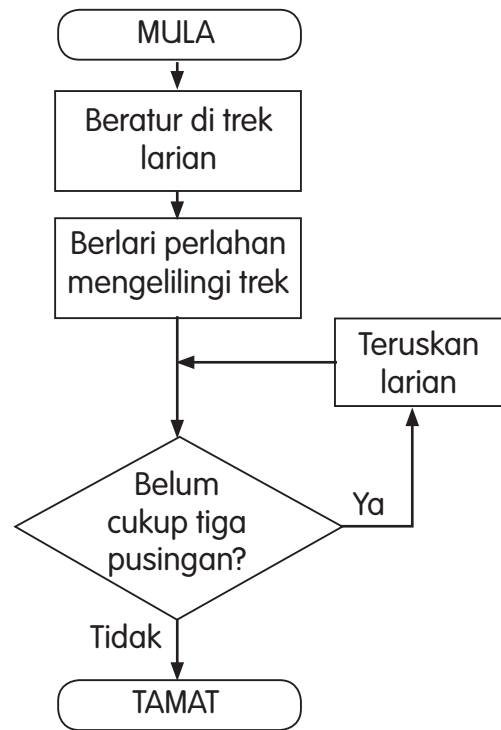 MULA
Beratur di trek
larian
Berlari perlahan
mengelilingi trek
Teruskan
larian
Belum
cukup tiga
pusingan?
Ya
Tidak
TAMAT